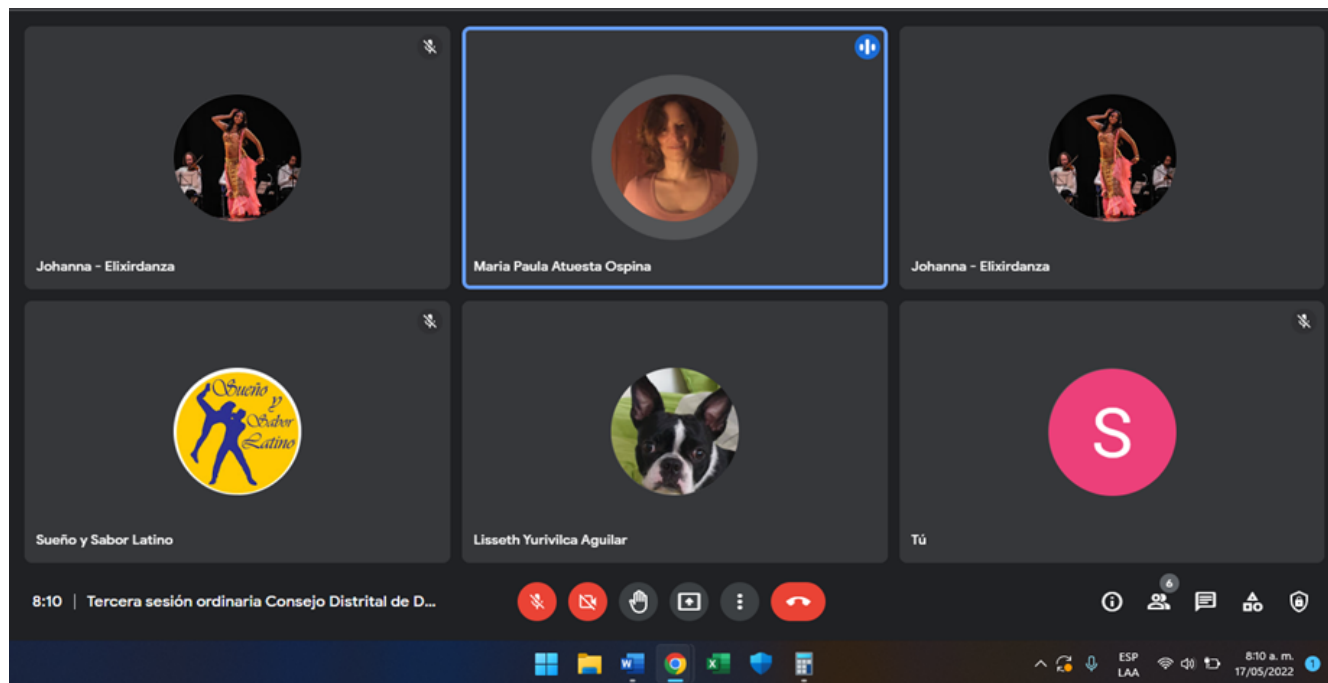 Johanna - Elixirdanza
Maria Paula Atuesta Ospina
Johanna - Elixirdanza
Sueño
y
Sabor
Latino
S
Sueño y Sabor Latino
Lisseth Yurivilca Aguilar
Tú
8:10 | Tercera sesión ordinaria Consejo Distrital de D...
6
ESP
LAA
8:10 a. m.
17/05/2022
1